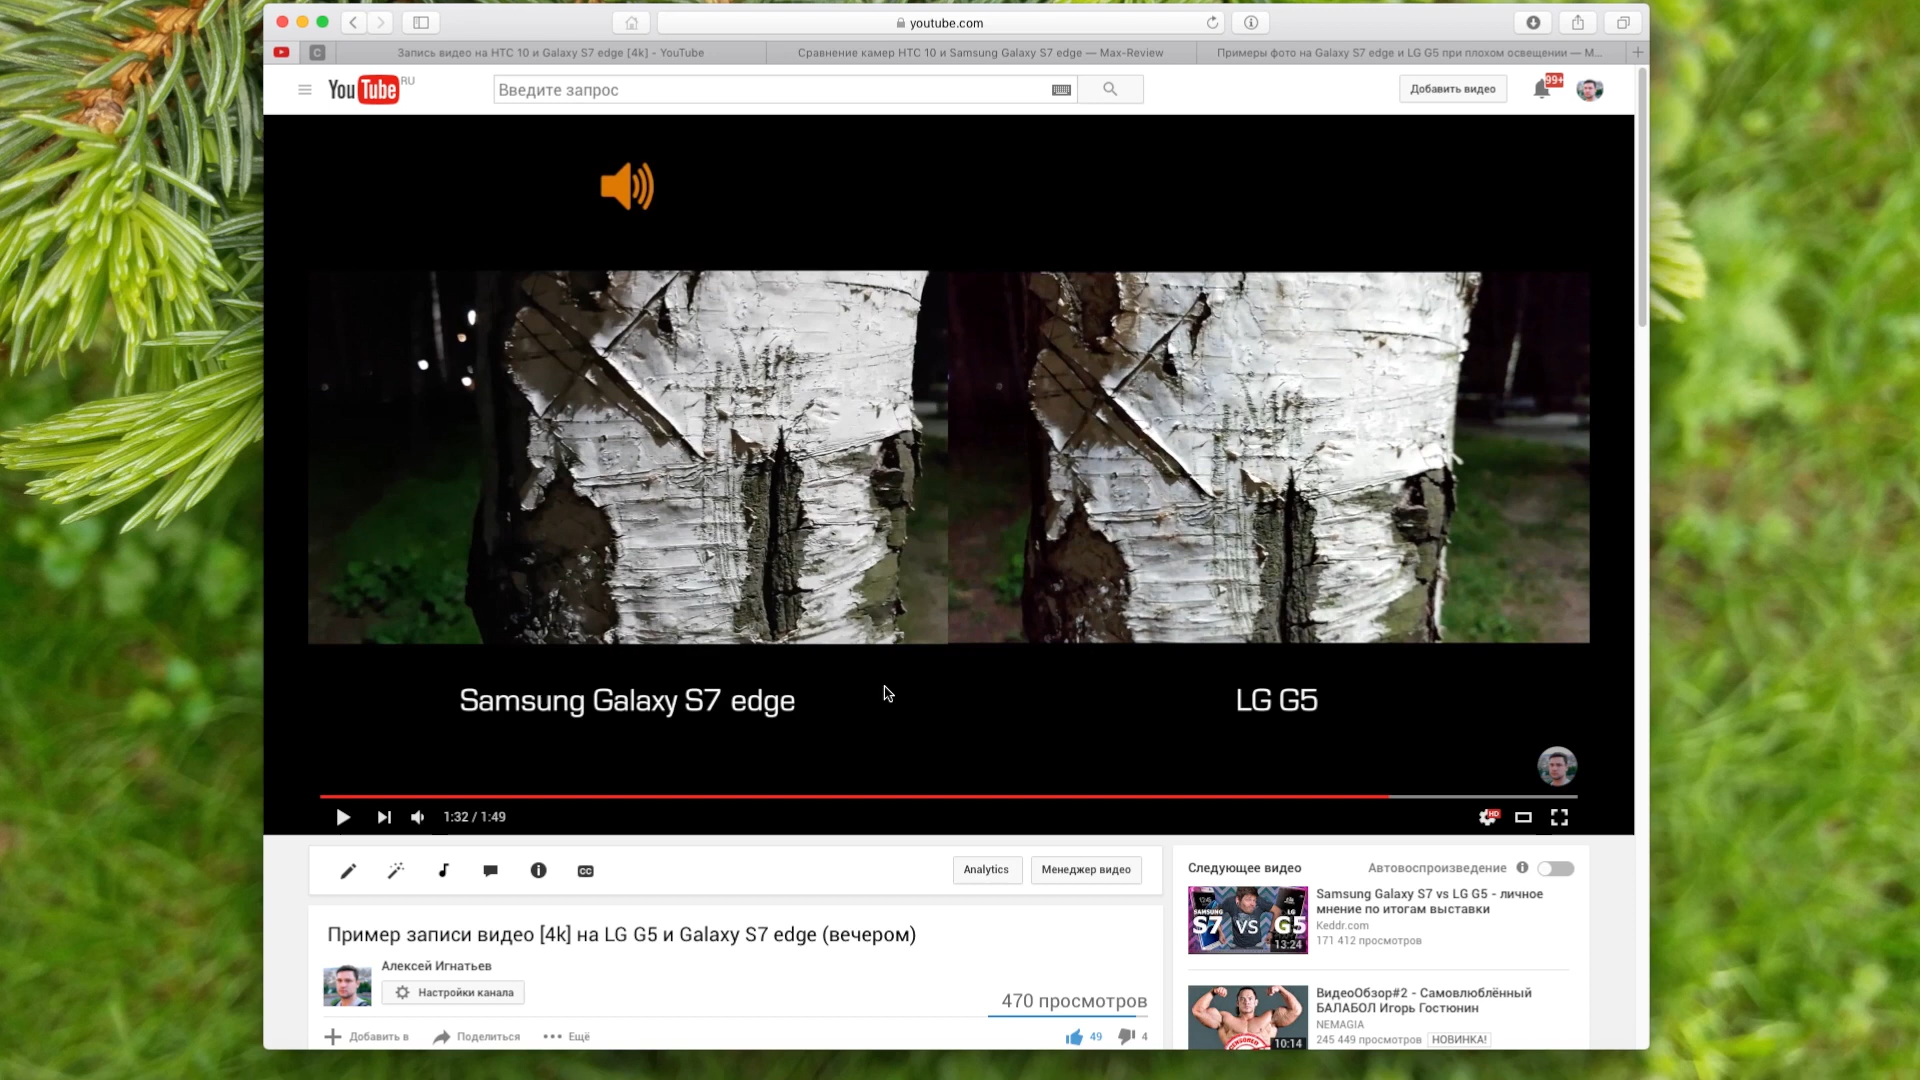 youtube.com
C
Запись видео на HTC 10 и Galaxy S7 edge [4k] - YouTube
Сравнение камер HTC 10 и Samsung Galaxy S7 edge — Max-Review
Примеры фото на Galaxy S7 edge и LG G5 при плохом освещении — M...
YouTube RU
Введите запрос
Добавить видео
99+
Samsung Galaxy S7 edge
LG G5
1:32 / 1:49
HD
CC
Analytics
Менеджер видео
Пример записи видео [4k] на LG G5 и Galaxy S7 edge (вечером)
Алексей Игнатьев
Настройки канала
470 просмотров
Добавить в
Поделиться
Ещё
49
4
Следующее видео
Автовоспроизведение
SAMSUNG S7 VS LG G5
13:24
Samsung Galaxy S7 vs LG G5 - личное
мнение по итогам выставки
Keddr.com
171 412 просмотров
CENSORED
10:14
ВидеоОбзор#2 - Самовлюблённый
БАЛАБОЛ Игорь Гостюнин
NEMAGIA
245 449 просмотров
НОВИНКА!